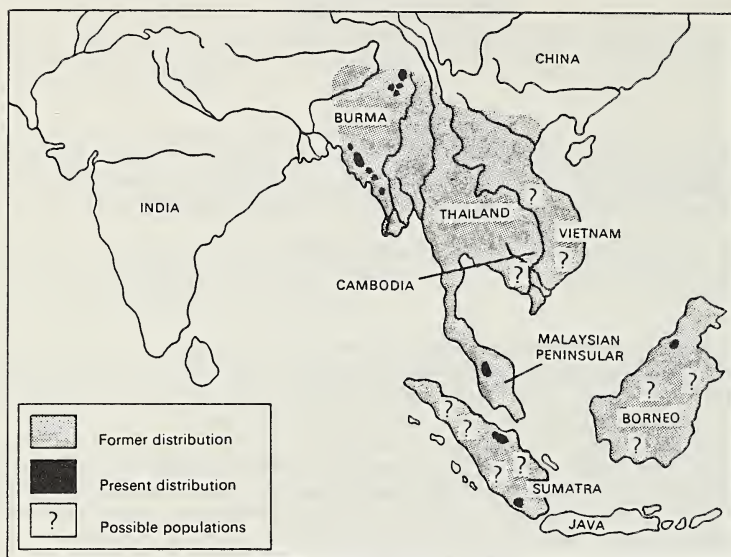 CHINA
BURMA
INDIA
THAILAND
?
VIETNAM
?
?
CAMBODIA
MALAYSIAN
PENINSULAR
?
?
BORNEO
?
?
?
?
?
SUMATRA
JAVA
Former distribution
Present distribution
? Possible populations